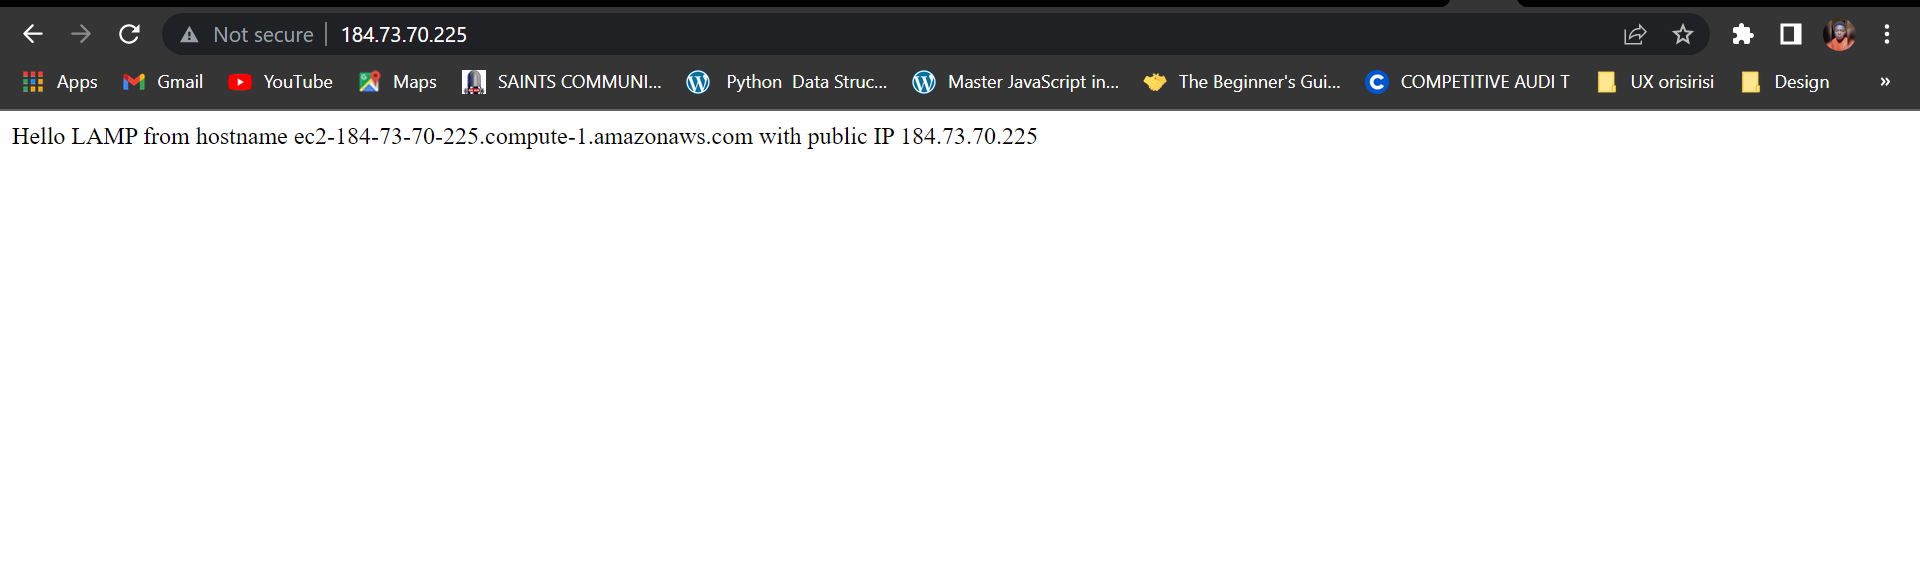 Not secure 184.73.70.225
Apps Gmail YouTube Maps SAINTS COMMUNI... Python Data Struc... Master JavaScript in... The Beginner's Gui... COMPETITIVE AUDI T UX orisirisi Design »
Hello LAMP from hostname ec2-184-73-70-225.compute-1.amazonaws.com with public IP 184.73.70.225